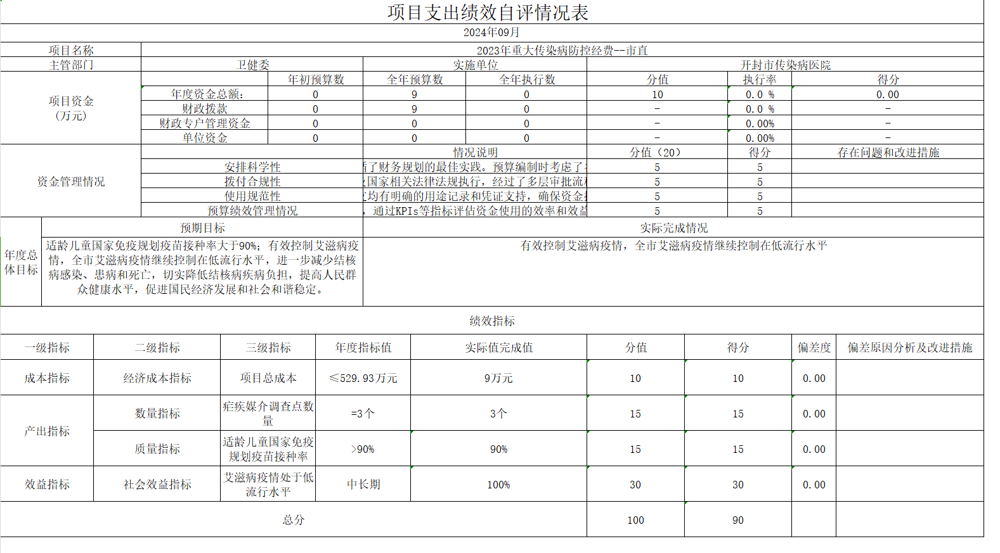 项目支出绩效自评情况表
2024年09月
项目名称 2023年重大传染病防控经费--市直
主管部门 卫健委 实施单位 开封市传染病医院
项目资金
(万元)
年初预算数 全年预算数 全年执行数 分值 执行率 得分
年度资金总额: 0 9 0 10 0.0 % 0.00
财政拨款 0 9 0 - 0.0 % -
财政专户管理资金 0 0 0 - 0.00% -
单位资金 0 0 0 - 0.00% -
资金管理情况
情况说明 分值（20） 得分 存在问题和改进措施
安排科学性 了财务规划的最佳实践。预算编制时考虑了 5 5
拨付合规性 国家相关法律法规执行，经过了多层审批流 5 5
使用规范性 均有明确的用途记录和凭证支持，确保资金 5 5
预算绩效管理情况 ，通过KPIs等指标评估资金使用的效率和效益 5 5
年度总
体目标
预期目标 实际完成情况
适龄儿童国家免疫规划疫苗接种率大于90%；有效控制艾滋病疫
情，全市艾滋病疫情继续控制在低流行水平，进一步减少结核
病感染、患病和死亡，切实降低结核病疾病负担，提高人民群
众健康水平，促进国民经济发展和社会和谐稳定。
有效控制艾滋病疫情，全市艾滋病疫情继续控制在低流行水平
绩效指标
一级指标 二级指标 三级指标 年度指标值 实际值完成值 分值 得分 偏差度 偏差原因分析及改进措施
成本指标 经济成本指标 项目总成本 ≤529.93万元 9万元 10 10 0.00
产出指标
数量指标 疟疾媒介调查点数
量 =3个 3个 15 15 0.00
质量指标 适龄儿童国家免疫
规划疫苗接种率 >90% 90% 15 15 0.00
效益指标 社会效益指标 艾滋病疫情处于低
流行水平 中长期 100% 30 30 0.00
总分 100 90